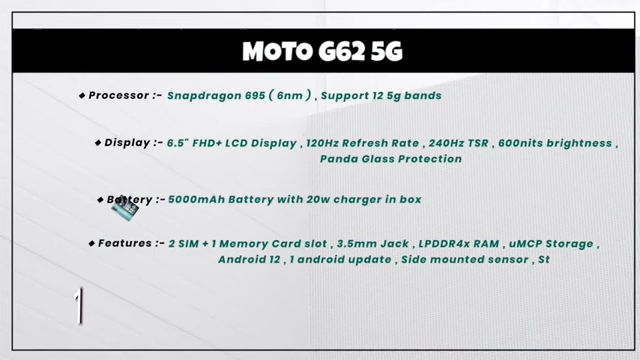 MOTO G62 5G
◆ Processor :- Snapdragon 695 ( 6nm ) , Support 12 5g bands
◆ Display :- 6.5" FHD+ LCD Display , 120Hz Refresh Rate , 240Hz TSR , 600nits brightness ,
Panda Glass Protection
◆ Battery :- 5000mAh Battery with 20w charger in box
◆ Features :- 2 SIM + 1 Memory Card slot , 3.5mm Jack , LPDDR4x RAM , uMCP Storage ,
Android 12 , 1 android update , Side mounted sensor , St
1